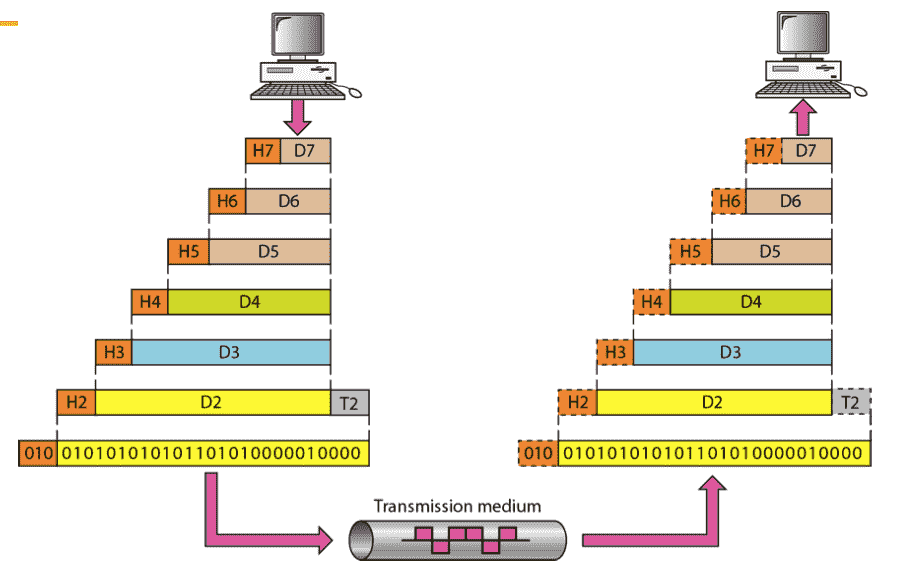 H7 D7 H7 D7
H6 D6 H6 D6
H5 D5 H5 D5
H4 D4 H4 D4
H3 D3 H3 D3
H2 D2 T2 H2 D2 T2
010 010101010101101010000010000 010 010101010101101010000010000
Transmission medium